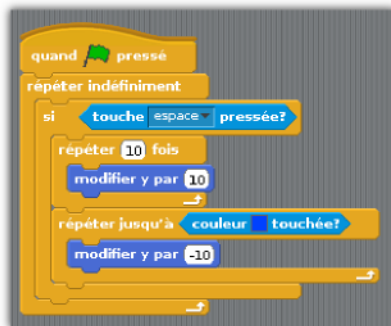 quand pressé
répéter indéfiniment
si touche espace pressée?
répéter 10 fois
modifier y par 10
répéter jusqu'à couleur touchée?
modifier y par -10